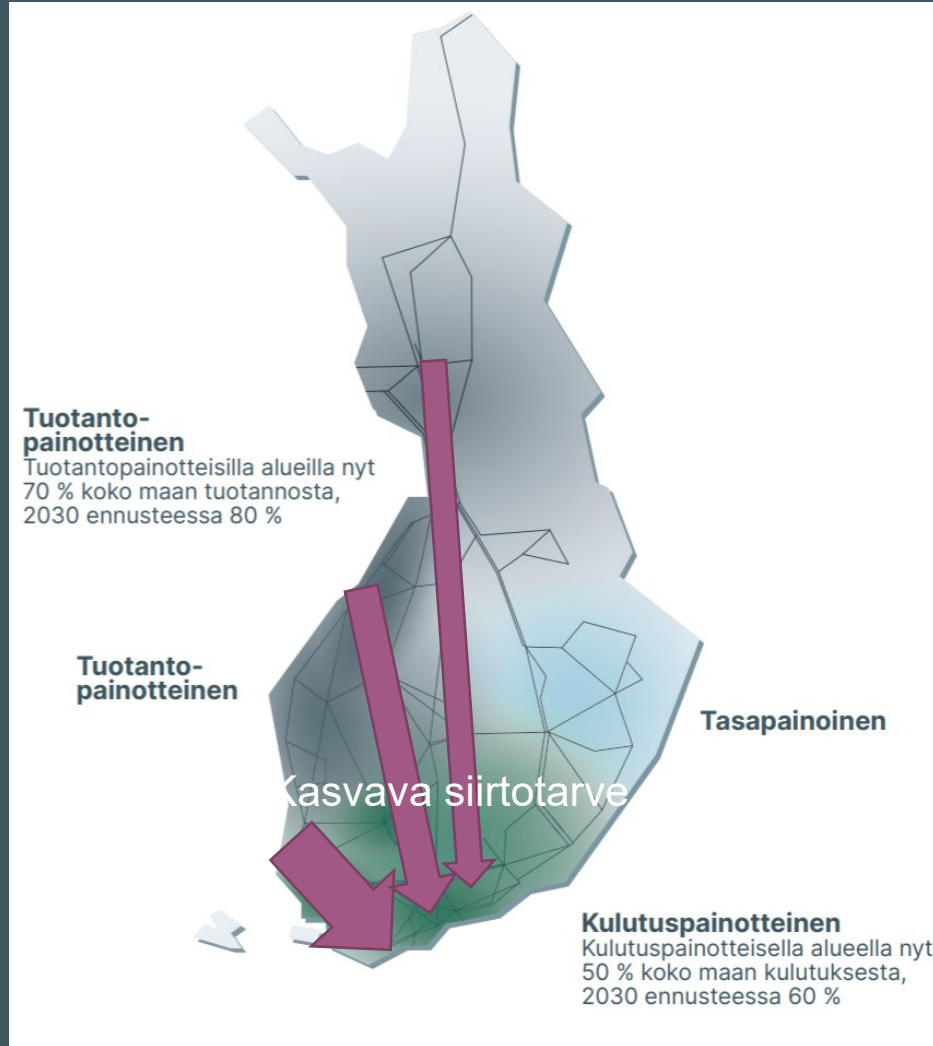 Tuotanto-
painotteinen
Tuotantopainotteisilla alueilla nyt
70 % koko maan tuotannosta,
2030 ennusteessa 80 %
Tuotanto-
painotteinen
Tasapainoinen
Kasvava siirtotarve
Kulutuspainotteinen
Kulutuspainotteisella alueella nyt
50 % koko maan kulutuksesta,
2030 ennusteessa 60 %